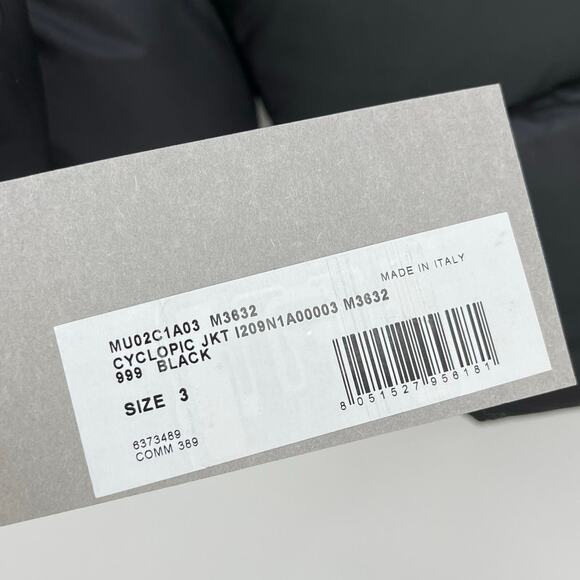 MADE IN ITALY
MU02C1A03 M3632
CYCLOPIC JKT I209N1A00003 M3632
999 BLACK
SIZE 3
8 051527 956181
6373489
COMM 389